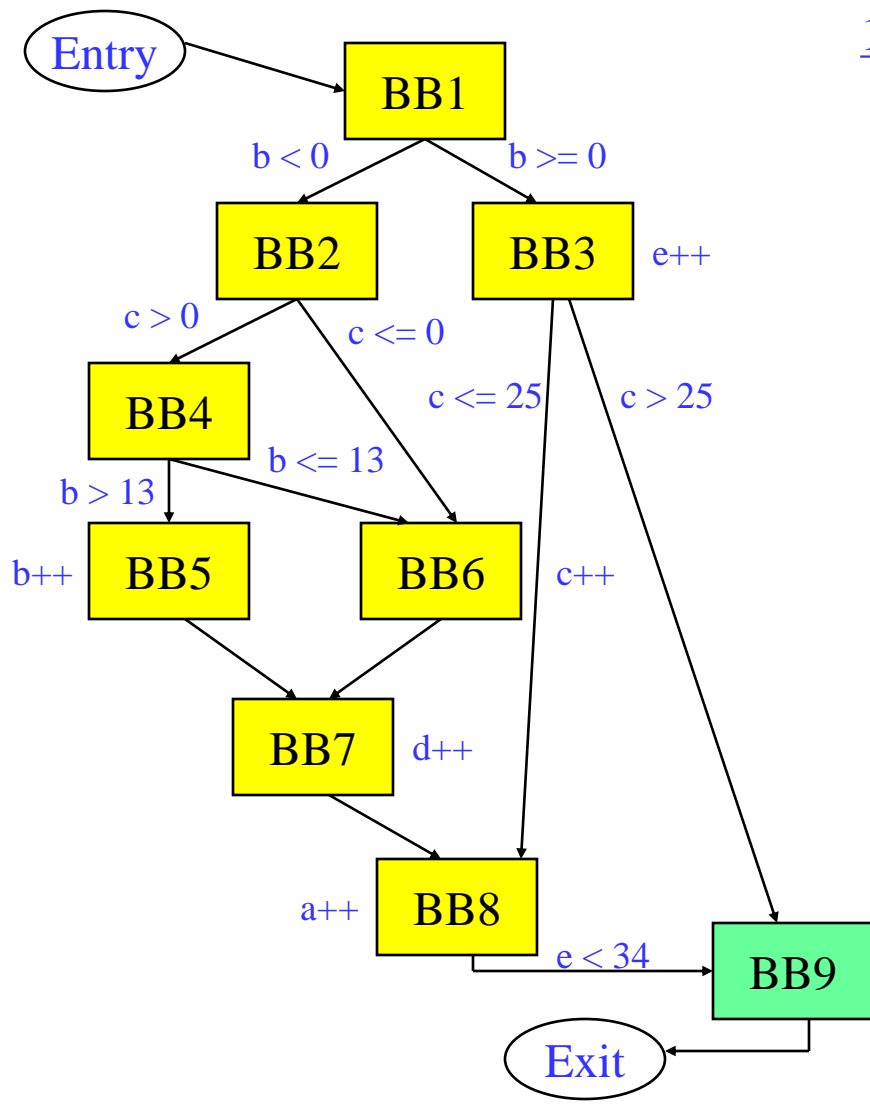 Entry
BB1
b < 0
b >= 0
BB2
BB3
e++
c > 0
c <= 0
BB4
c <= 25
c > 25
b <= 13
b > 13
b++
BB5
BB6
c++
BB7
d++
a++
BB8
e < 34
BB9
Exit